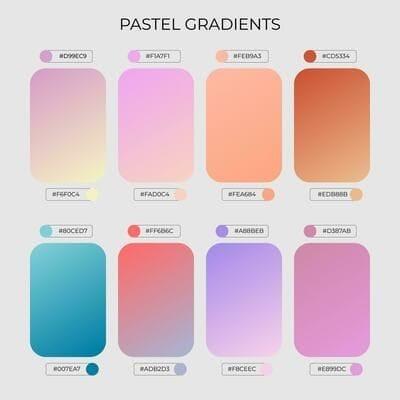 PASTEL GRADIENTS
#D99EC9 #F1A7F1 #FEB9A3 #CD5334
#F6F0C4 #FAD0C4 #FEA684 #EDB88B
#80CED7 #FF6B6C #A88BEB #D387AB
#007EA7 #ADB2D3 #F8CEEC #E899DC